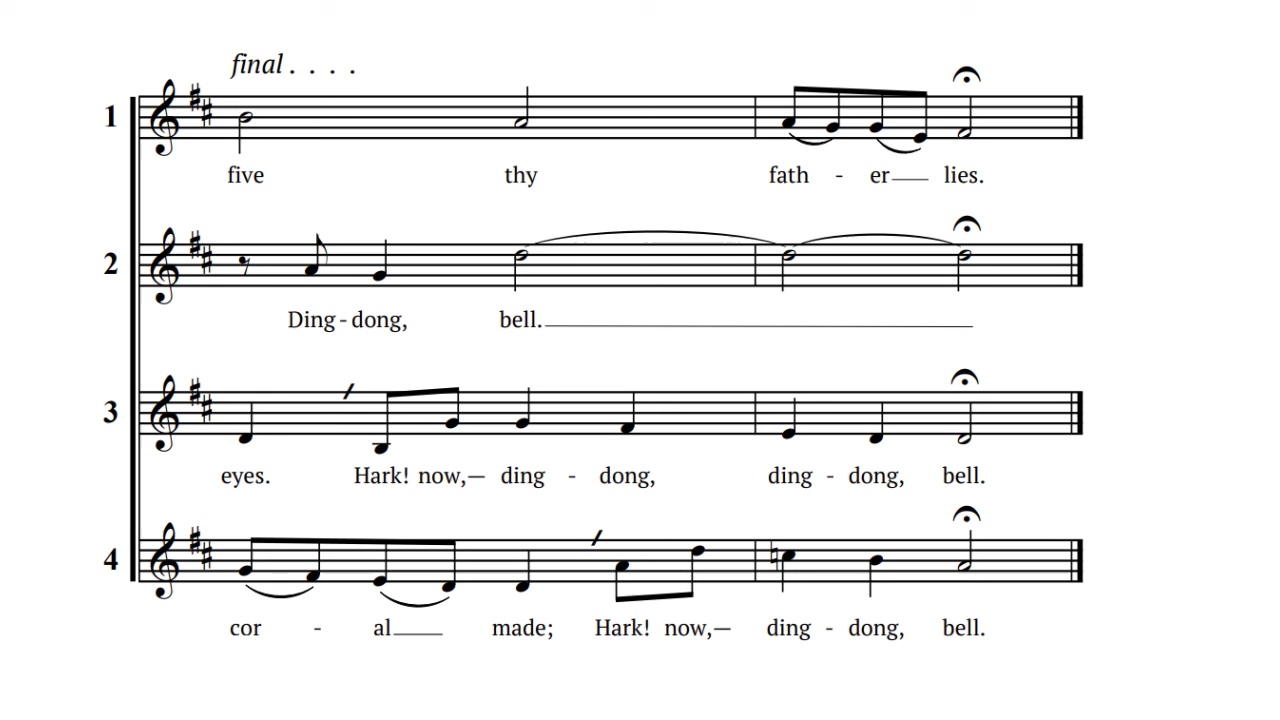 final . . . .
1
five thy fath - er lies.
2
Ding - dong, bell.
3
eyes. Hark! now,— ding - dong, ding - dong, bell.
4
cor - al made; Hark! now,— ding - dong, bell.